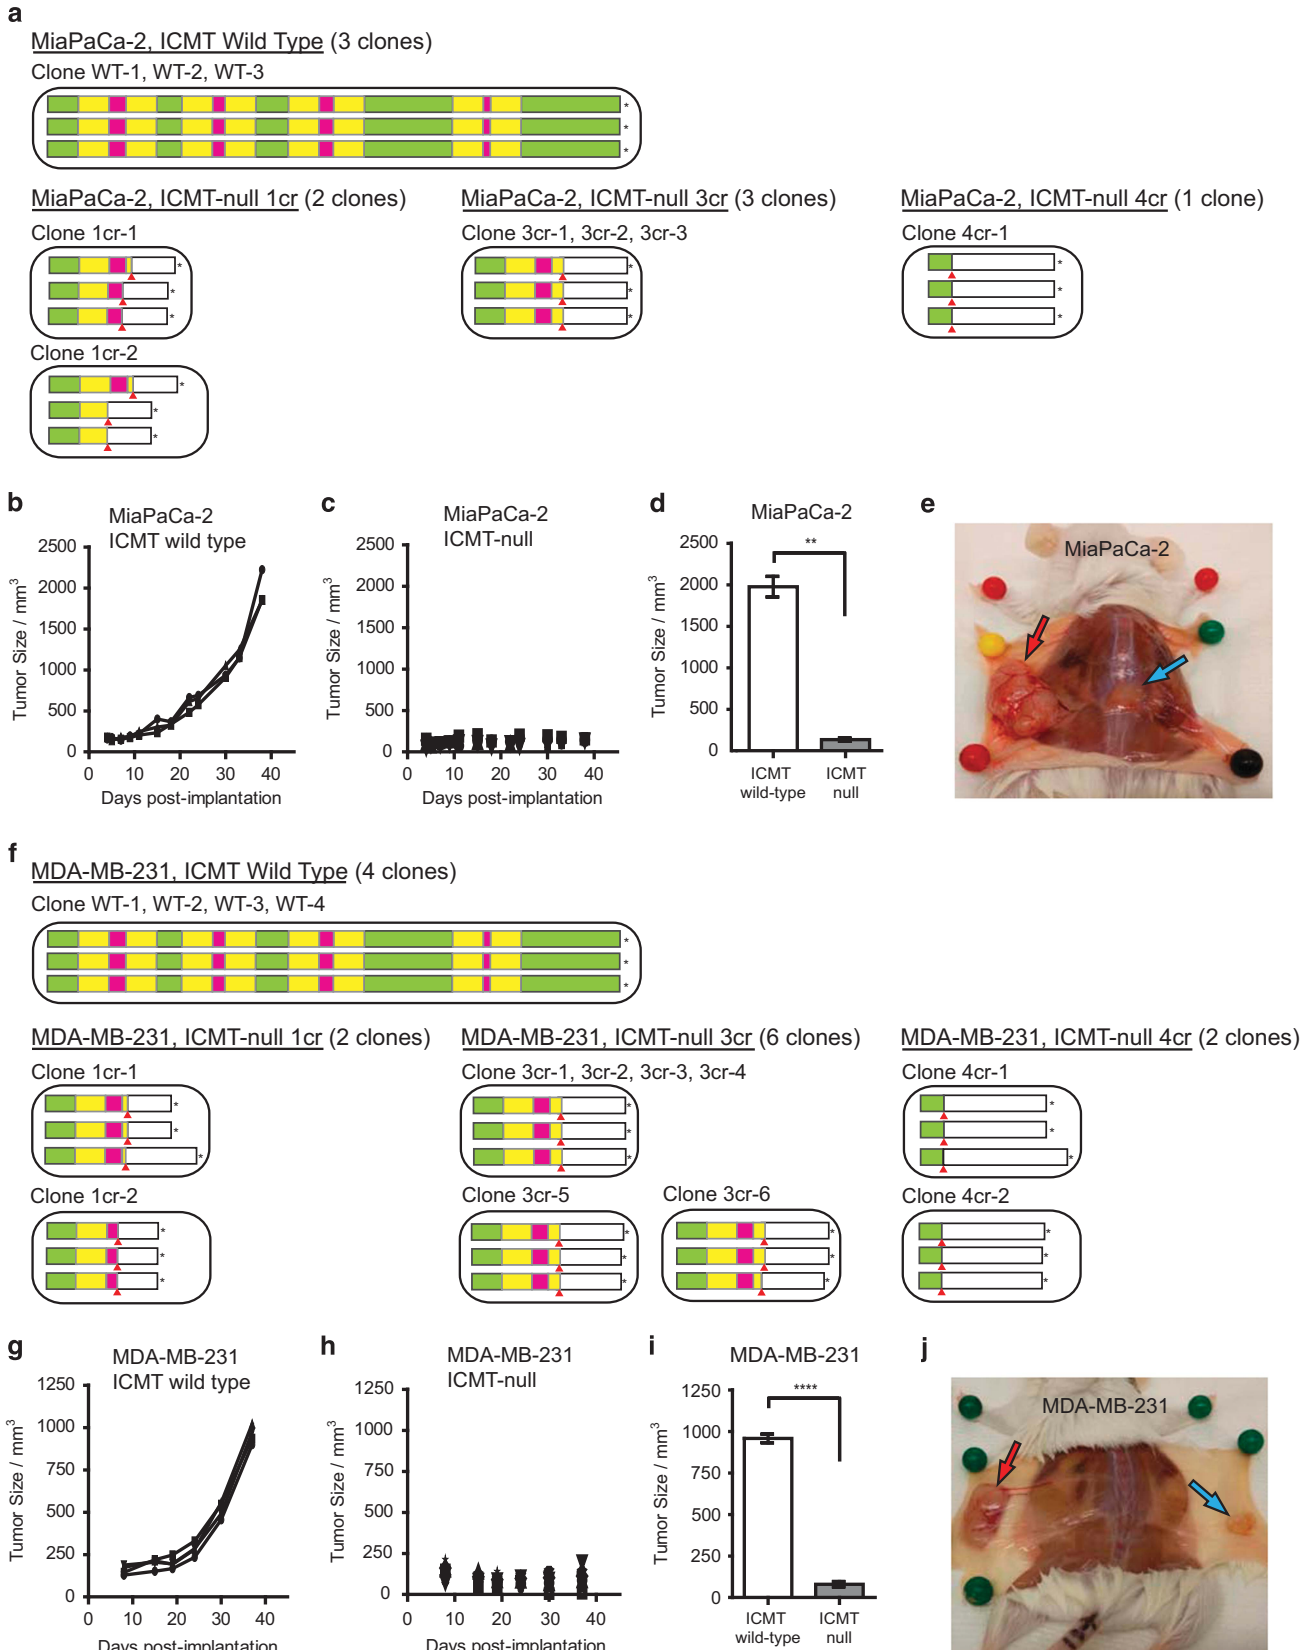 a
MiaPaCa-2, ICMT Wild Type (3 clones)
Clone WT-1, WT-2, WT-3
*
*
*
MiaPaCa-2, ICMT-null 1cr (2 clones)
MiaPaCa-2, ICMT-null 3cr (3 clones)
MiaPaCa-2, ICMT-null 4cr (1 clone)
Clone 1cr-1
Clone 3cr-1, 3cr-2, 3cr-3
Clone 4cr-1
* * *
* * *
* * *
Clone 1cr-2
*
*
*
b
MiaPaCa-2
ICMT wild type
2500
2000
1500
1000
500
0
Tumor Size / mm³
0 10 20 30 40
Days post-implantation
c
MiaPaCa-2
ICMT-null
2500
2000
1500
1000
500
0
Tumor Size / mm³
0 10 20 30 40
Days post-implantation
d
MiaPaCa-2
**
2500
2000
1500
1000
500
0
Tumor Size / mm³
ICMT
wild-type
ICMT
null
e
MiaPaCa-2
f
MDA-MB-231, ICMT Wild Type (4 clones)
Clone WT-1, WT-2, WT-3, WT-4
*
*
*
MDA-MB-231, ICMT-null 1cr (2 clones)
MDA-MB-231, ICMT-null 3cr (6 clones)
MDA-MB-231, ICMT-null 4cr (2 clones)
Clone 1cr-1
Clone 3cr-1, 3cr-2, 3cr-3, 3cr-4
Clone 4cr-1
* * *
* * *
* * *
Clone 1cr-2
Clone 3cr-5
Clone 3cr-6
Clone 4cr-2
* * * *
* * * *
* * * *
g
MDA-MB-231
ICMT wild type
1250
1000
750
500
250
0
Tumor Size / mm³
0 10 20 30 40
Days post-implantation
h
MDA-MB-231
ICMT-null
1250
1000
750
500
250
0
Tumor Size / mm³
0 10 20 30 40
Days post-implantation
i
MDA-MB-231
****
1250
1000
750
500
250
0
Tumor Size / mm³
ICMT
wild-type
ICMT
null
j
MDA-MB-231